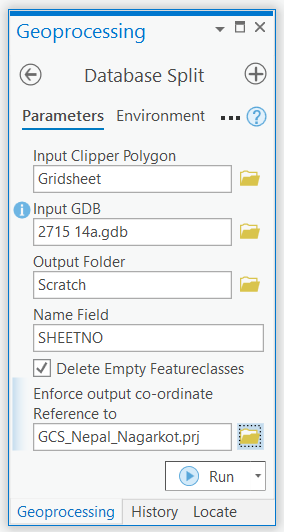 Geoprocessing
Database Split
Parameters Environment
Input Clipper Polygon
Gridsheet
Input GDB
2715 14a.gdb
Output Folder
Scratch
Name Field
SHEETNO
Delete Empty Featureclasses
Enforce output co-ordinate
Reference to
GCS_Nepal_Nagarkot.prj
Run
Geoprocessing History Locate